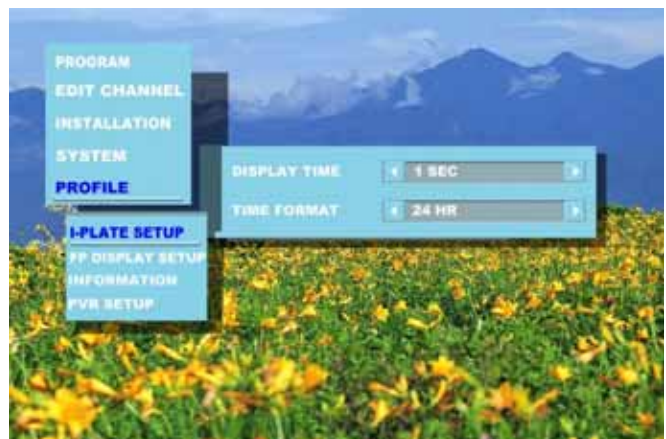 PROGRAM
EDIT CHANNEL
INSTALLATION
SYSTEM
PROFILE
I-PLATE SETUP
FP DISPLAY SETUP
INFORMATION
PVR SETUP
DISPLAY TIME 1 SEC
TIME FORMAT 24 HR